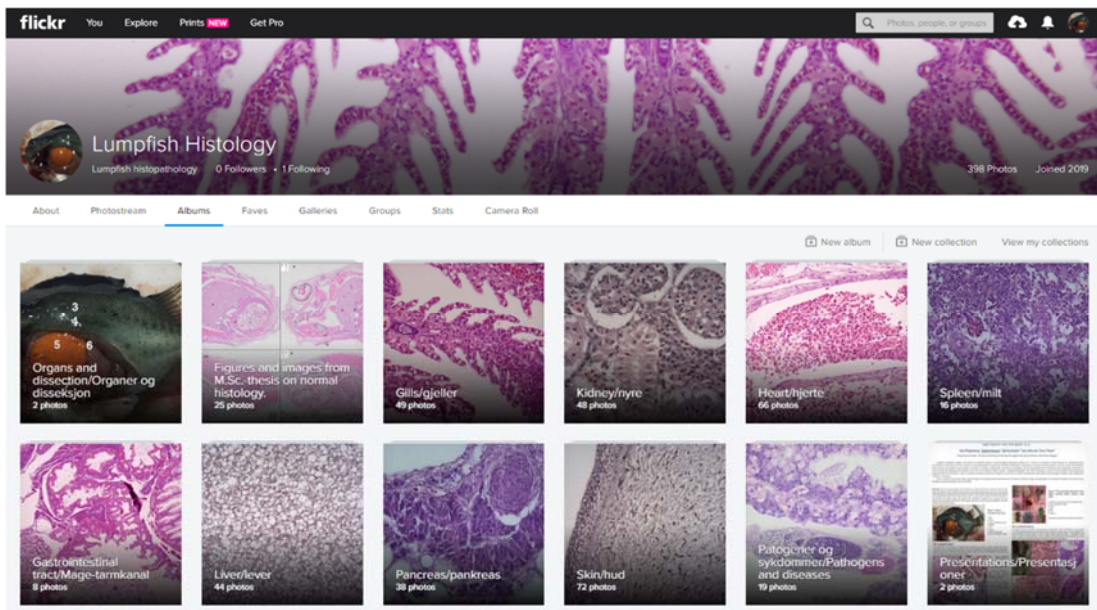 flickr You Explore Prints NEW Get Pro Photos, people, or groups
Lumpfish Histology
Lumpfish histopathology 0 Followers • 1 Following 398 Photos Joined 2019
About Photostream Albums Faves Galleries Groups Stats Camera Roll
New album New collection View my collections
3
4
5 6
Organs and
dissection/Organer og
disseksjon
2 photos
Figures and images from
M.Sc. thesis on normal
histology.
25 photos
Gills/gjeller
49 photos
Kidney/nyre
48 photos
Heart/hjerte
66 photos
Spleen/milt
16 photos
Gastrointestinal
tract/Mage-tarmkanal
8 photos
Liver/lever
44 photos
Pancreas/pankreas
38 photos
Skin/hud
72 photos
Patogener og
sykdommer/Pathogens
and diseases
19 photos
Presentations/Presentasj
oner
2 photos